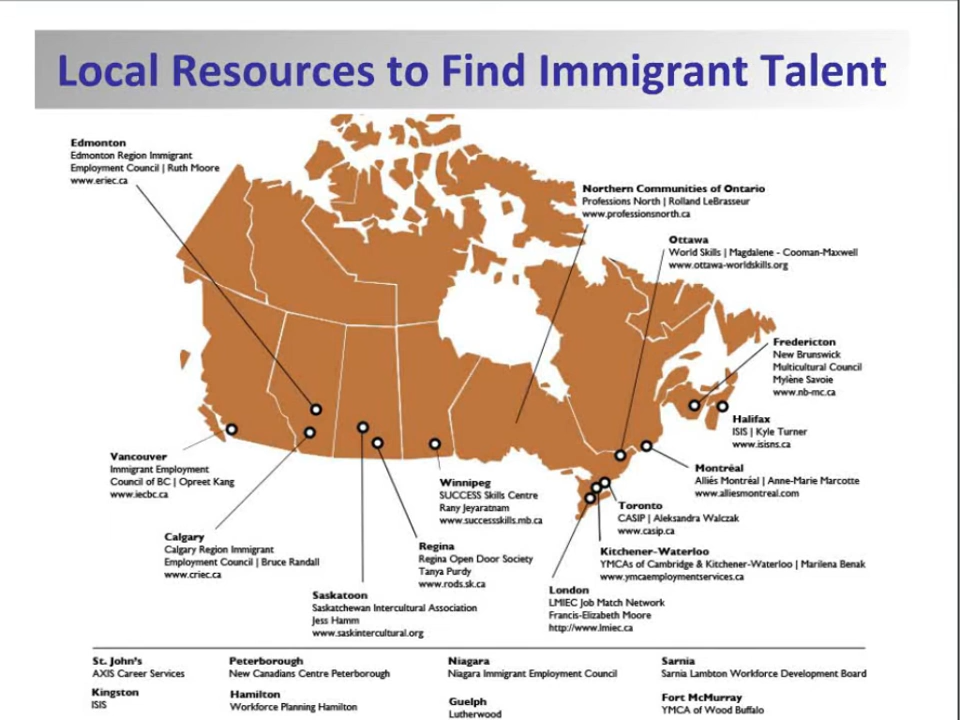 Local Resources to Find Immigrant Talent
Edmonton
Edmonton Region Immigrant
Employment Council | Ruth Moore
www.eriec.ca
Northern Communities of Ontario
Professions North | Rolland LeBrasseur
www.professionsnorth.ca
Ottawa
World Skills | Magdalene - Cooman-Maxwell
www.ottawa-worldskills.org
Fredericton
New Brunswick
Multicultural Council
Mylène Savoie
www.nb-mc.ca
Halifax
ISIS | Kyle Turner
www.isisns.ca
Vancouver
Immigrant Employment
Council of BC | Opreet Kang
www.iecbc.ca
Montréal
Alliés Montréal | Anne-Marie Marcotte
www.alliesmontreal.com
Winnipeg
SUCCESS Skills Centre
Rany Jeyaratnam
www.successskills.mb.ca
Toronto
CASIP | Aleksandra Walczak
www.casip.ca
Calgary
Calgary Region Immigrant
Employment Council | Bruce Randall
www.criec.ca
Regina
Regina Open Door Society
Tanya Purdy
www.rods.sk.ca
Kitchener-Waterloo
YMCAs of Cambridge & Kitchener-Waterloo | Marilena Benak
www.ymcaemploymentservices.ca
Saskatoon
Saskatchewan Intercultural Association
Jess Hamm
www.saskintercultural.org
London
LMIEC Job Match Network
Francis-Elizabeth Moore
http://www.lmiec.ca
St. John's
AXIS Career Services
Peterborough
New Canadians Centre Peterborough
Niagara
Niagara Immigrant Employment Council
Sarnia
Sarnia Lambton Workforce Development Board
Kingston
ISIS
Hamilton
Workforce Planning Hamilton
Guelph
Lutherwood
Fort McMurray
YMCA of Wood Buffalo